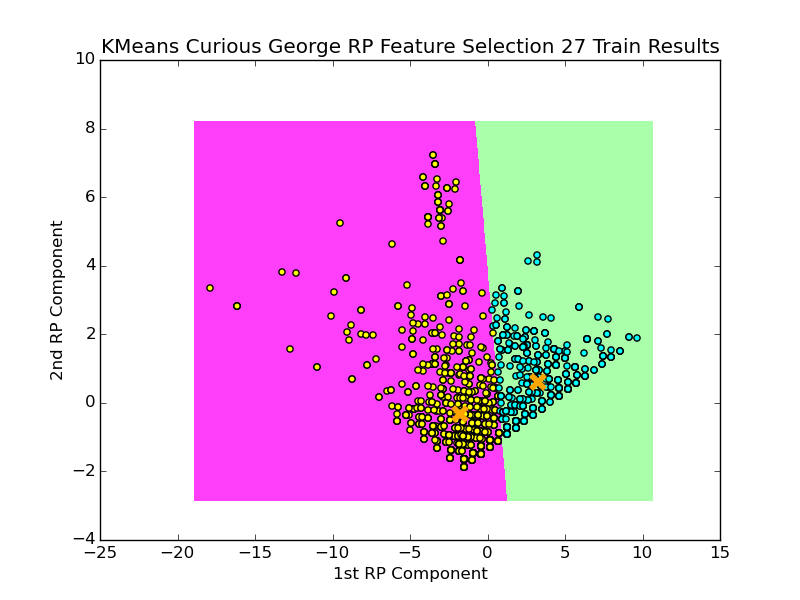 KMeans Curious George RP Feature Selection 27 Train Results
10
8
6
4
2
0
−2
−4
2nd RP Component
−25 −20 −15 −10 −5 0 5 10 15
1st RP Component